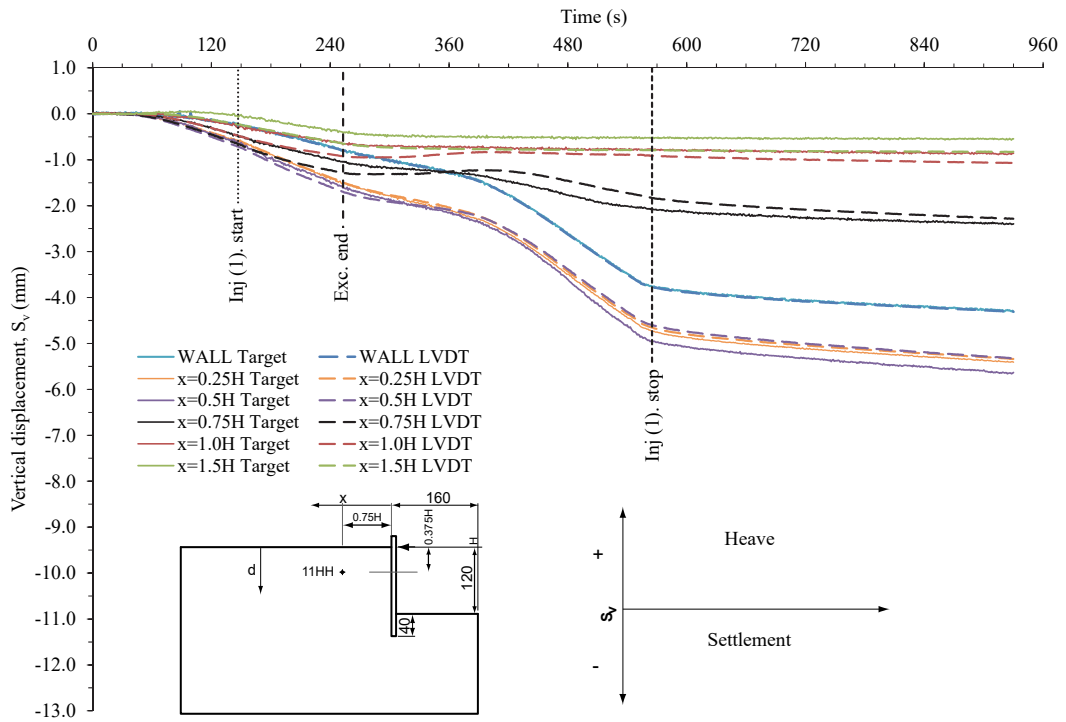 Time (s)
0 120 240 360 480 600 720 840 960
1.0
0.0
-1.0
-2.0
-3.0
-4.0
-5.0
-6.0
-7.0
-8.0
-9.0
-10.0
-11.0
-12.0
-13.0
Vertical displacement, Sv (mm)
Inj (1). start
Exc. end
Inj (1). stop
WALL Target WALL LVDT
x=0.25H Target x=0.25H LVDT
x=0.5H Target x=0.5H LVDT
x=0.75H Target x=0.75H LVDT
x=1.0H Target x=1.0H LVDT
x=1.5H Target x=1.5H LVDT
x 160
0.75H
0.375H
H
d
11HH
120
40
+
Heave
Sv
Settlement
-